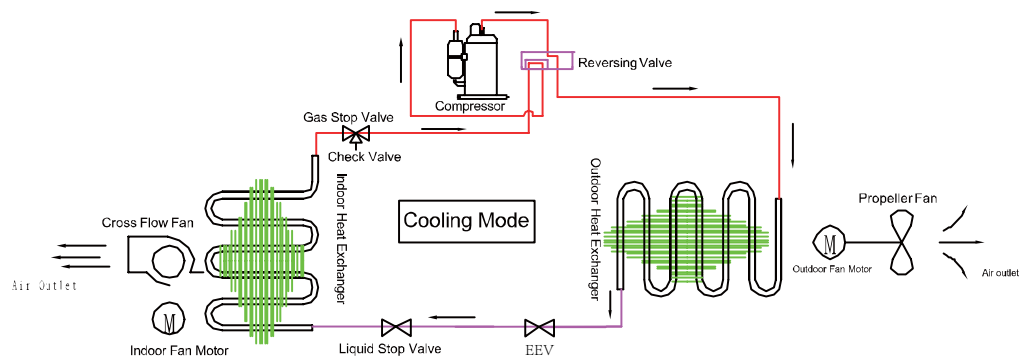 Reversing Valve
Compressor
Gas Stop Valve
Check Valve
Indoor Heat Exchanger
Outdoor Heat Exchanger
Cooling Mode
Cross Flow Fan
Propeller Fan
M
Outdoor Fan Motor
Air outlet
Air Outlet
M
Indoor Fan Motor
Liquid Stop Valve
EEV